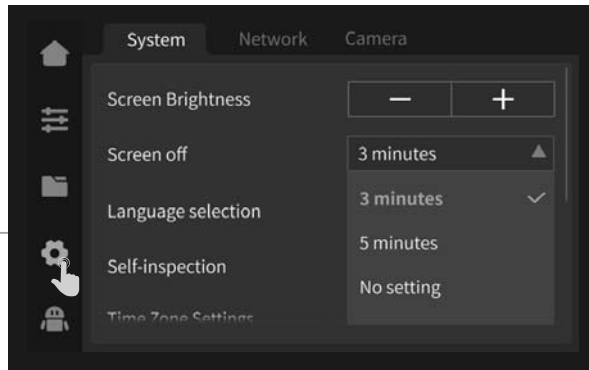 System Network Camera
Screen Brightness − +
Screen off 3 minutes
3 minutes
Language selection
5 minutes
Self-inspection
No setting
Time Zone Settings